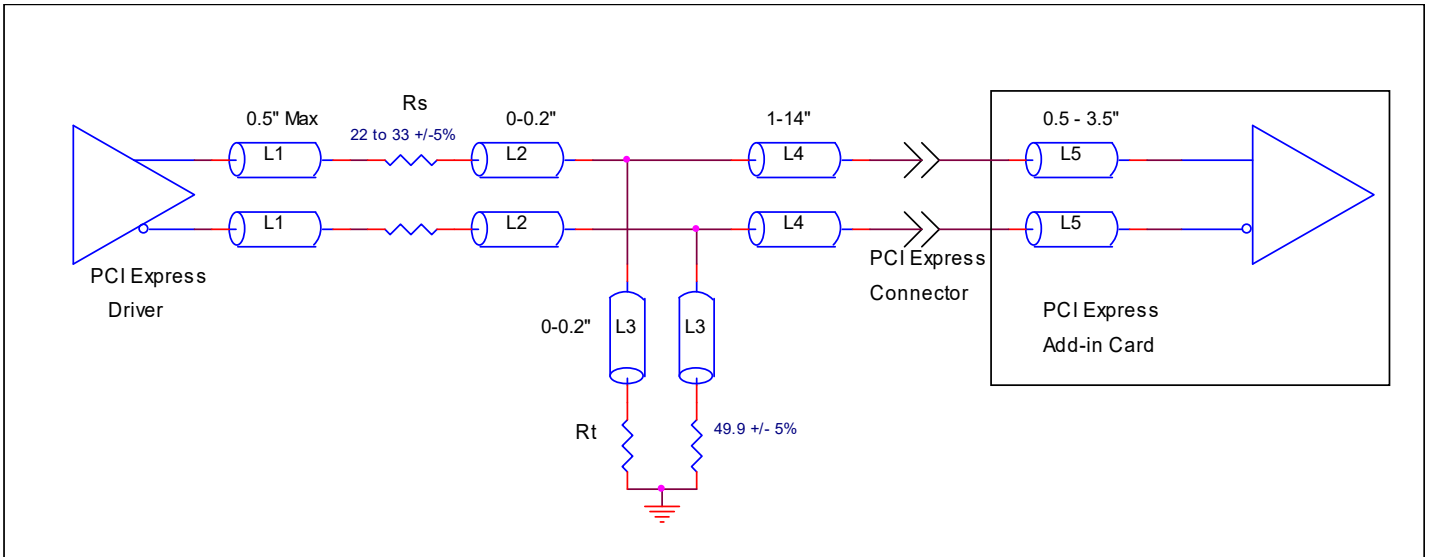 Rs
0.5" Max
22 to 33 +/-5%
0-0.2"
1-14"
0.5 - 3.5"
L1
L2
L4
L5
L1
L2
L4
L5
PCI Express
Driver
PCI Express
Connector
PCI Express
Add-in Card
0-0.2"
L3
L3
Rt
49.9 +/- 5%